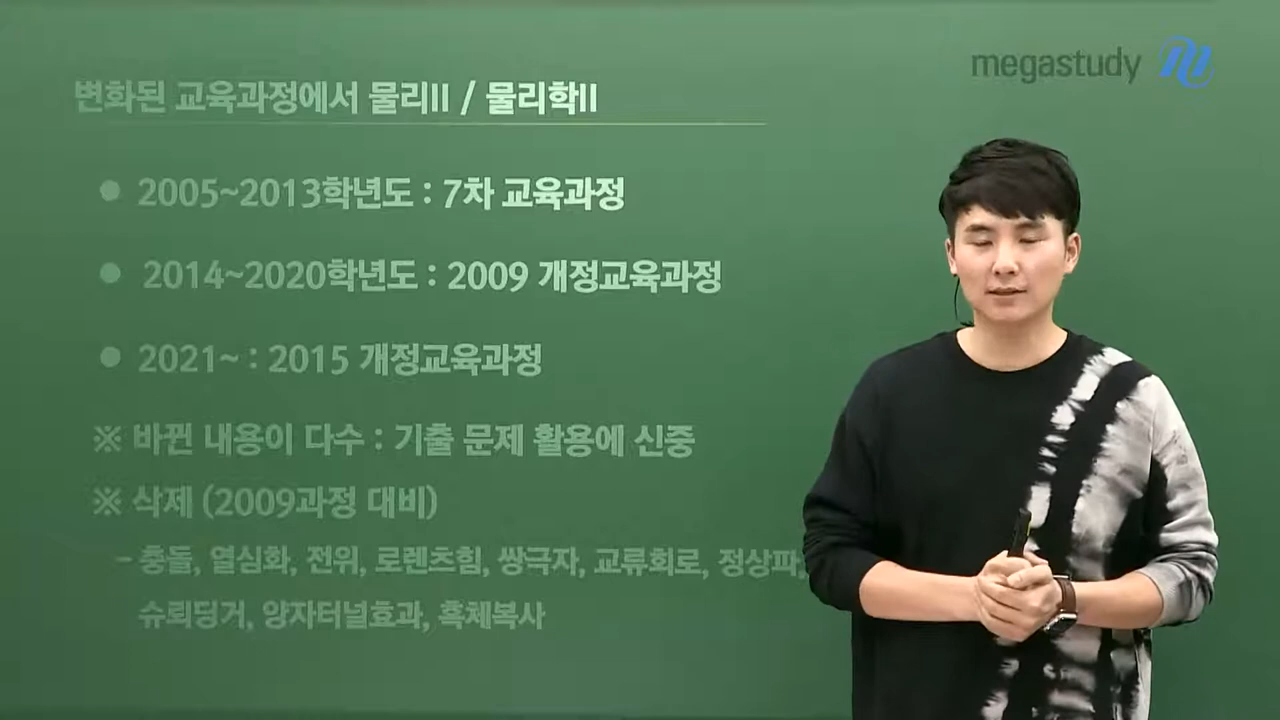 megastudy
변화된 교육과정에서 물리II / 물리학II
● 2005~2013학년도 : 7차 교육과정
● 2014~2020학년도 : 2009 개정교육과정
● 2021~ : 2015 개정교육과정
※ 바뀐 내용이 다수 : 기출 문제 활용에 신중
※ 삭제 (2009과정 대비)
- 충돌, 열심화, 전위, 로렌츠힘, 쌍극자, 교류회로, 정상파,
슈뢰딩거, 양자터널효과, 흑체복사